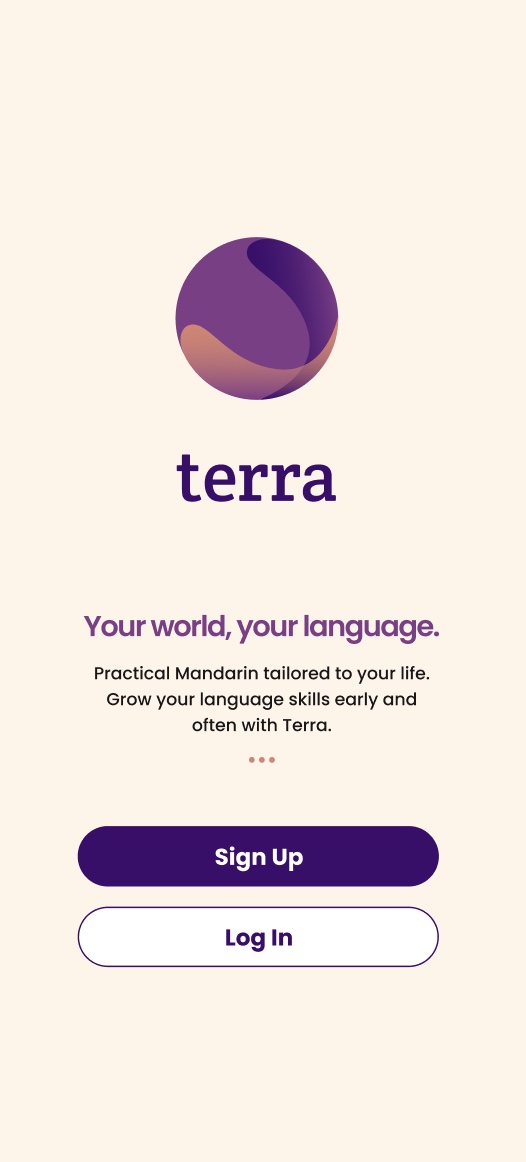 terra
Your world, your language.
Practical Mandarin tailored to your life.
Grow your language skills early and
often with Terra.
Sign Up
Log In